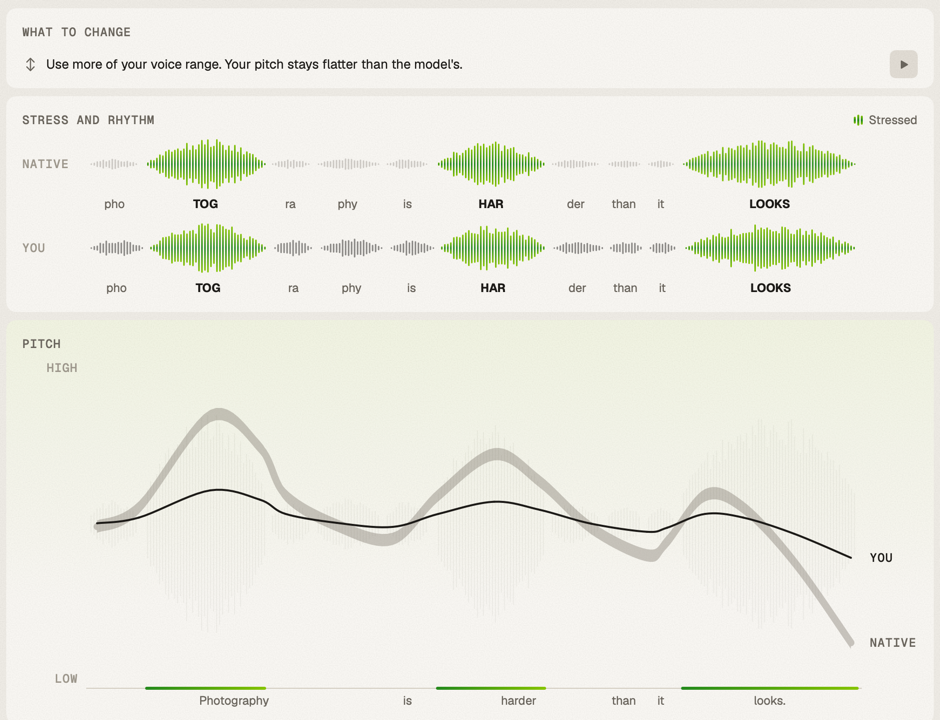 WHAT TO CHANGE
Use more of your voice range. Your pitch stays flatter than the model's.
STRESS AND RHYTHM
Stressed
NATIVE
pho TOG ra phy is HAR der than it LOOKS
YOU
pho TOG ra phy is HAR der than it LOOKS
PITCH
HIGH
YOU
NATIVE
LOW
Photography is harder than it looks.